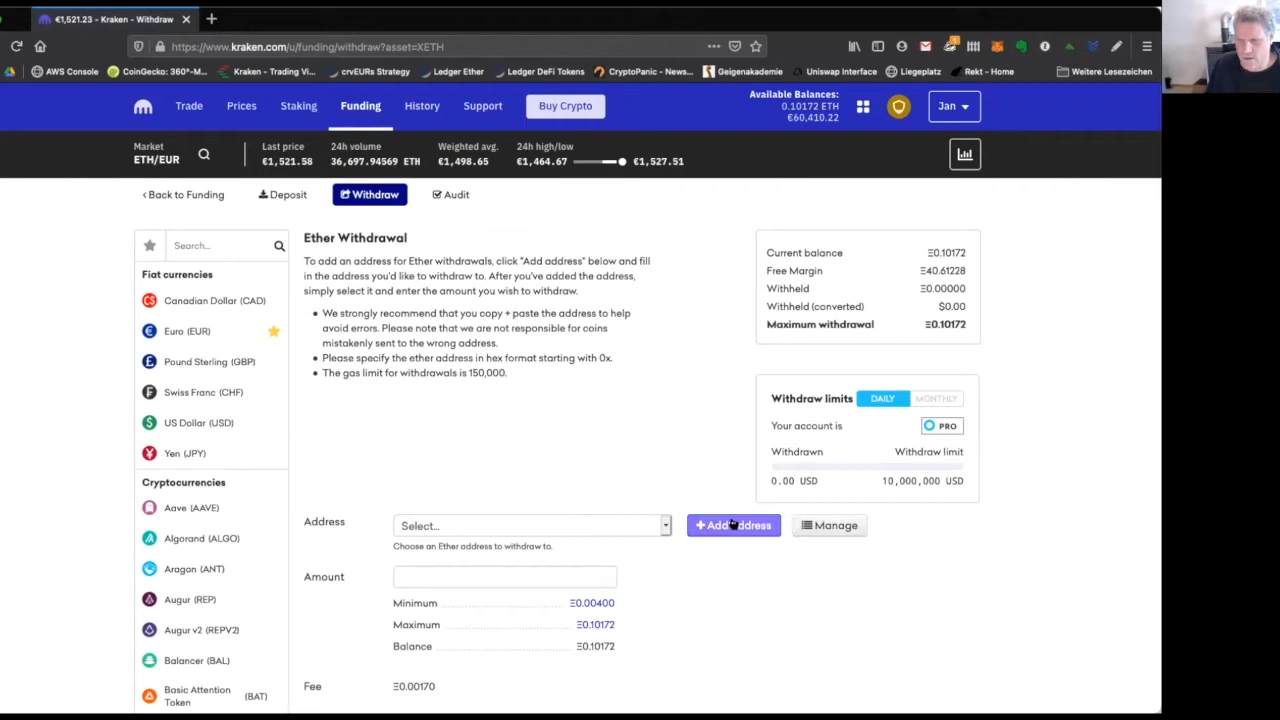 €1,521.23 - Kraken - Withdraw
https://www.kraken.com/u/funding/withdraw?asset=XETH
AWS Console
CoinGecko: 360°-M...
Kraken - Trading Vi...
crvEURs Strategy
Ledger Ether
Ledger DeFi Tokens
CryptoPanic - News...
Geigenakademie
Uniswap Interface
Liegeplatz
Rekt - Home
Weitere Lesezeichen
Trade
Prices
Staking
Funding
History
Support
Buy Crypto
Available Balances:
0.10172 ETH
€60,410.22
Jan
Market
ETH/EUR
Last price
€1,521.58
24h volume
36,697.94569 ETH
Weighted avg.
€1,498.65
24h high/low
€1,464.67
€1,527.51
‹ Back to Funding
Deposit
Withdraw
Audit
Search...
Fiat currencies
Canadian Dollar (CAD)
Euro (EUR)
Pound Sterling (GBP)
Swiss Franc (CHF)
US Dollar (USD)
Yen (JPY)
Cryptocurrencies
Aave (AAVE)
Algorand (ALGO)
Aragon (ANT)
Augur (REP)
Augur v2 (REPV2)
Balancer (BAL)
Basic Attention
Token
(BAT)
Ether Withdrawal
To add an address for Ether withdrawals, click "Add address" below and fill
in the address you'd like to withdraw to. After you've added the address,
simply select it and enter the amount you wish to withdraw.
• We strongly recommend that you copy + paste the address to help
avoid errors. Please note that we are not responsible for coins
mistakenly sent to the wrong address.
• Please specify the ether address in hex format starting with 0x.
• The gas limit for withdrawals is 150,000.
Current balance Ξ0.10172
Free Margin Ξ40.61228
Withheld Ξ0.00000
Withheld (converted) $0.00
Maximum withdrawal Ξ0.10172
Withdraw limits DAILY MONTHLY
Your account is PRO
Withdrawn Withdraw limit
0.00 USD 10,000,000 USD
Address
Select...
+ Add address
Manage
Choose an Ether address to withdraw to.
Amount
Minimum Ξ0.00400
Maximum Ξ0.10172
Balance Ξ0.10172
Fee Ξ0.00170